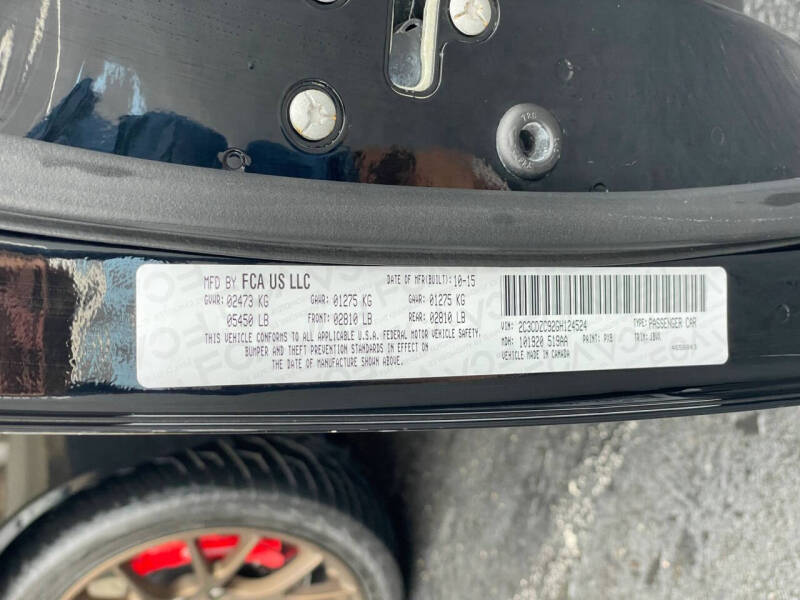 MFD BY FCA US LLC DATE OF MFR(BUILT): 10-15
GVWR: 02473 KG GAWR: 01275 KG GAWR: 01275 KG
05450 LB FRONT: 02810 LB REAR: 02810 LB
THIS VEHICLE CONFORMS TO ALL APPLICABLE U.S.A. FEDERAL MOTOR VEHICLE SAFETY,
BUMPER AND THEFT PREVENTION STANDARDS IN EFFECT ON
THE DATE OF MANUFACTURE SHOWN ABOVE.
VIN: 2C3CDZC92GH124524 TYPE: PASSENGER CAR
MDH: 101920 519AA PAINT: PX8 TRIM:
VEHICLE MADE IN CANADA
TRD